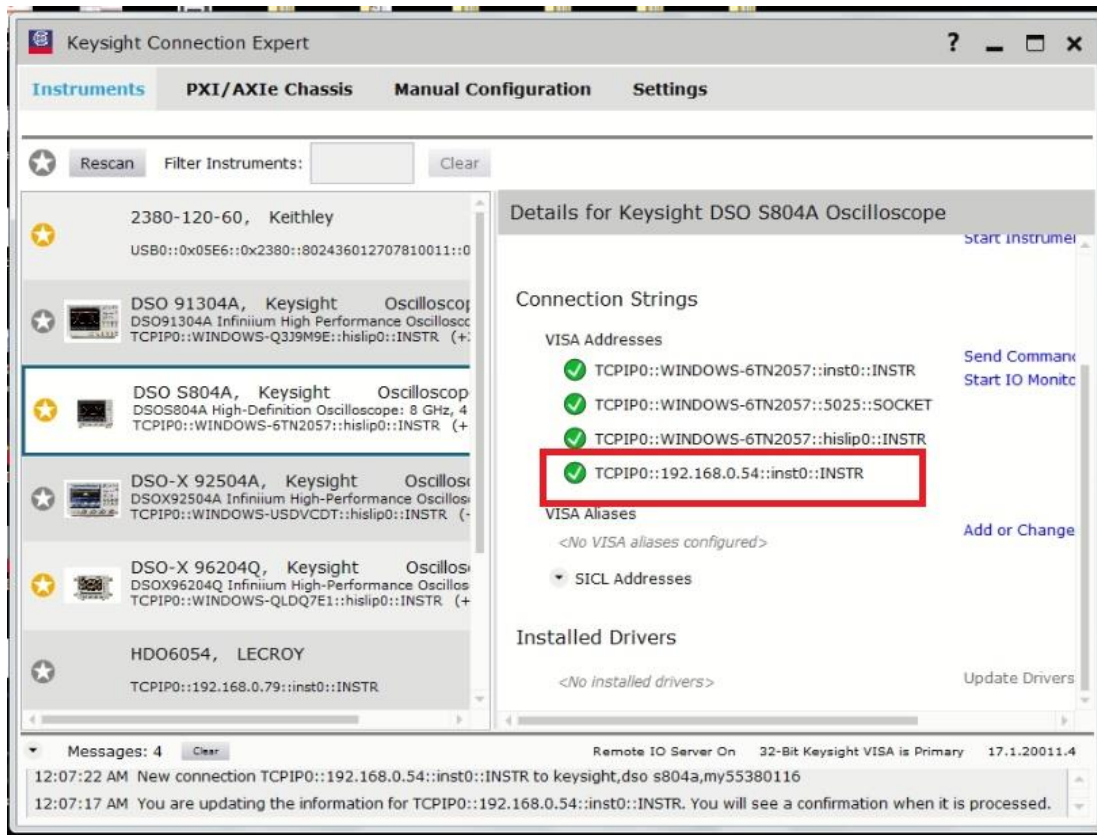 Keysight Connection Expert
? 
Instruments PXI/AXIe Chassis Manual Configuration Settings
Rescan Filter Instruments: Clear
2380-120-60, Keithley
USB0::0x05E6::0x2380::802436012707810011::0
DSO 91304A, Keysight Oscilloscop
DSO91304A Infiniium High Performance Oscillosc
TCPIP0::WINDOWS-Q3J9M9E::hislip0::INSTR (+
DSO S804A, Keysight Oscilloscop
DSOS804A High-Definition Oscilloscope: 8 GHz, 4
TCPIP0::WINDOWS-6TN2057::hislip0::INSTR (+
DSO-X 92504A, Keysight Oscillos
DSOX92504A Infiniium High-Performance Oscillos
TCPIP0::WINDOWS-USDVCDT::hislip0::INSTR (-
DSO-X 96204Q, Keysight Oscillos
DSOX96204Q Infiniium High-Performance Oscillos
TCPIP0::WINDOWS-QLDQ7E1::hislip0::INSTR (+
HDO6054, LECROY
TCPIP0::192.168.0.79::inst0::INSTR
Details for Keysight DSO S804A Oscilloscope
Start Instrumen
Connection Strings
VISA Addresses
TCPIP0::WINDOWS-6TN2057::inst0::INSTR
Send Comman
Start IO Monito
TCPIP0::WINDOWS-6TN2057::5025::SOCKET
TCPIP0::WINDOWS-6TN2057::hislip0::INSTR
TCPIP0::192.168.0.54::inst0::INSTR
VISA Aliases
<No VISA aliases configured>
Add or Change
SICL Addresses
Installed Drivers
<No installed drivers>
Update Drivers
Messages: 4 Clear Remote IO Server On 32-Bit Keysight VISA is Primary 17.1.20011.4
12:07:22 AM New connection TCPIP0::192.168.0.54::inst0::INSTR to keysight,dso s804a,my55380116
12:07:17 AM You are updating the information for TCPIP0::192.168.0.54::inst0::INSTR. You will see a confirmation when it is processed.